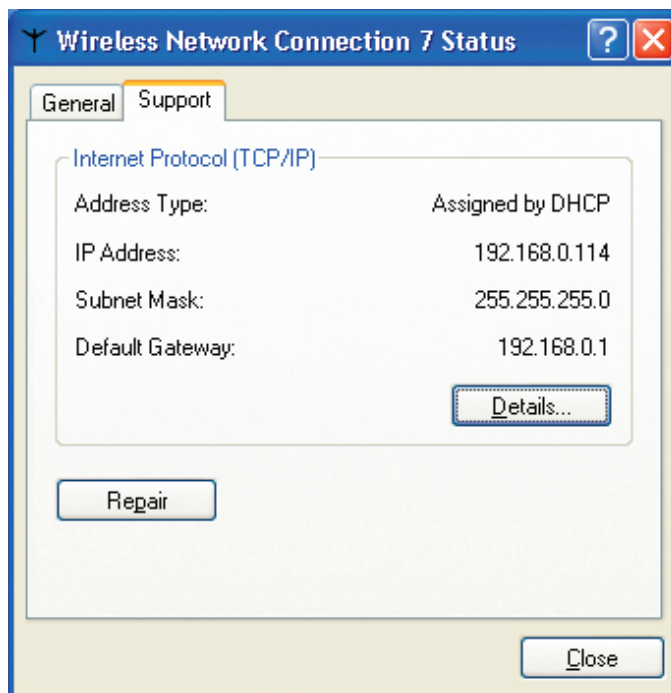 Wireless Network Connection 7 Status
General Support
Internet Protocol (TCP/IP)
Address Type: Assigned by DHCP
IP Address: 192.168.0.114
Subnet Mask: 255.255.255.0
Default Gateway: 192.168.0.1
Details...
Repair
Close